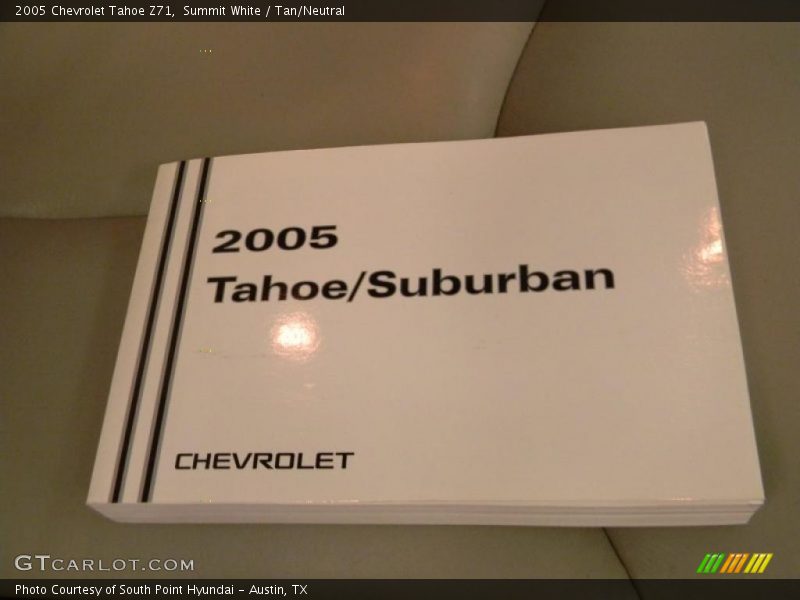 2005 Chevrolet Tahoe Z71, Summit White / Tan/Neutral
2005
Tahoe/Suburban
CHEVROLET
GTCARLOT.COM
Photo Courtesy of South Point Hyundai - Austin, TX